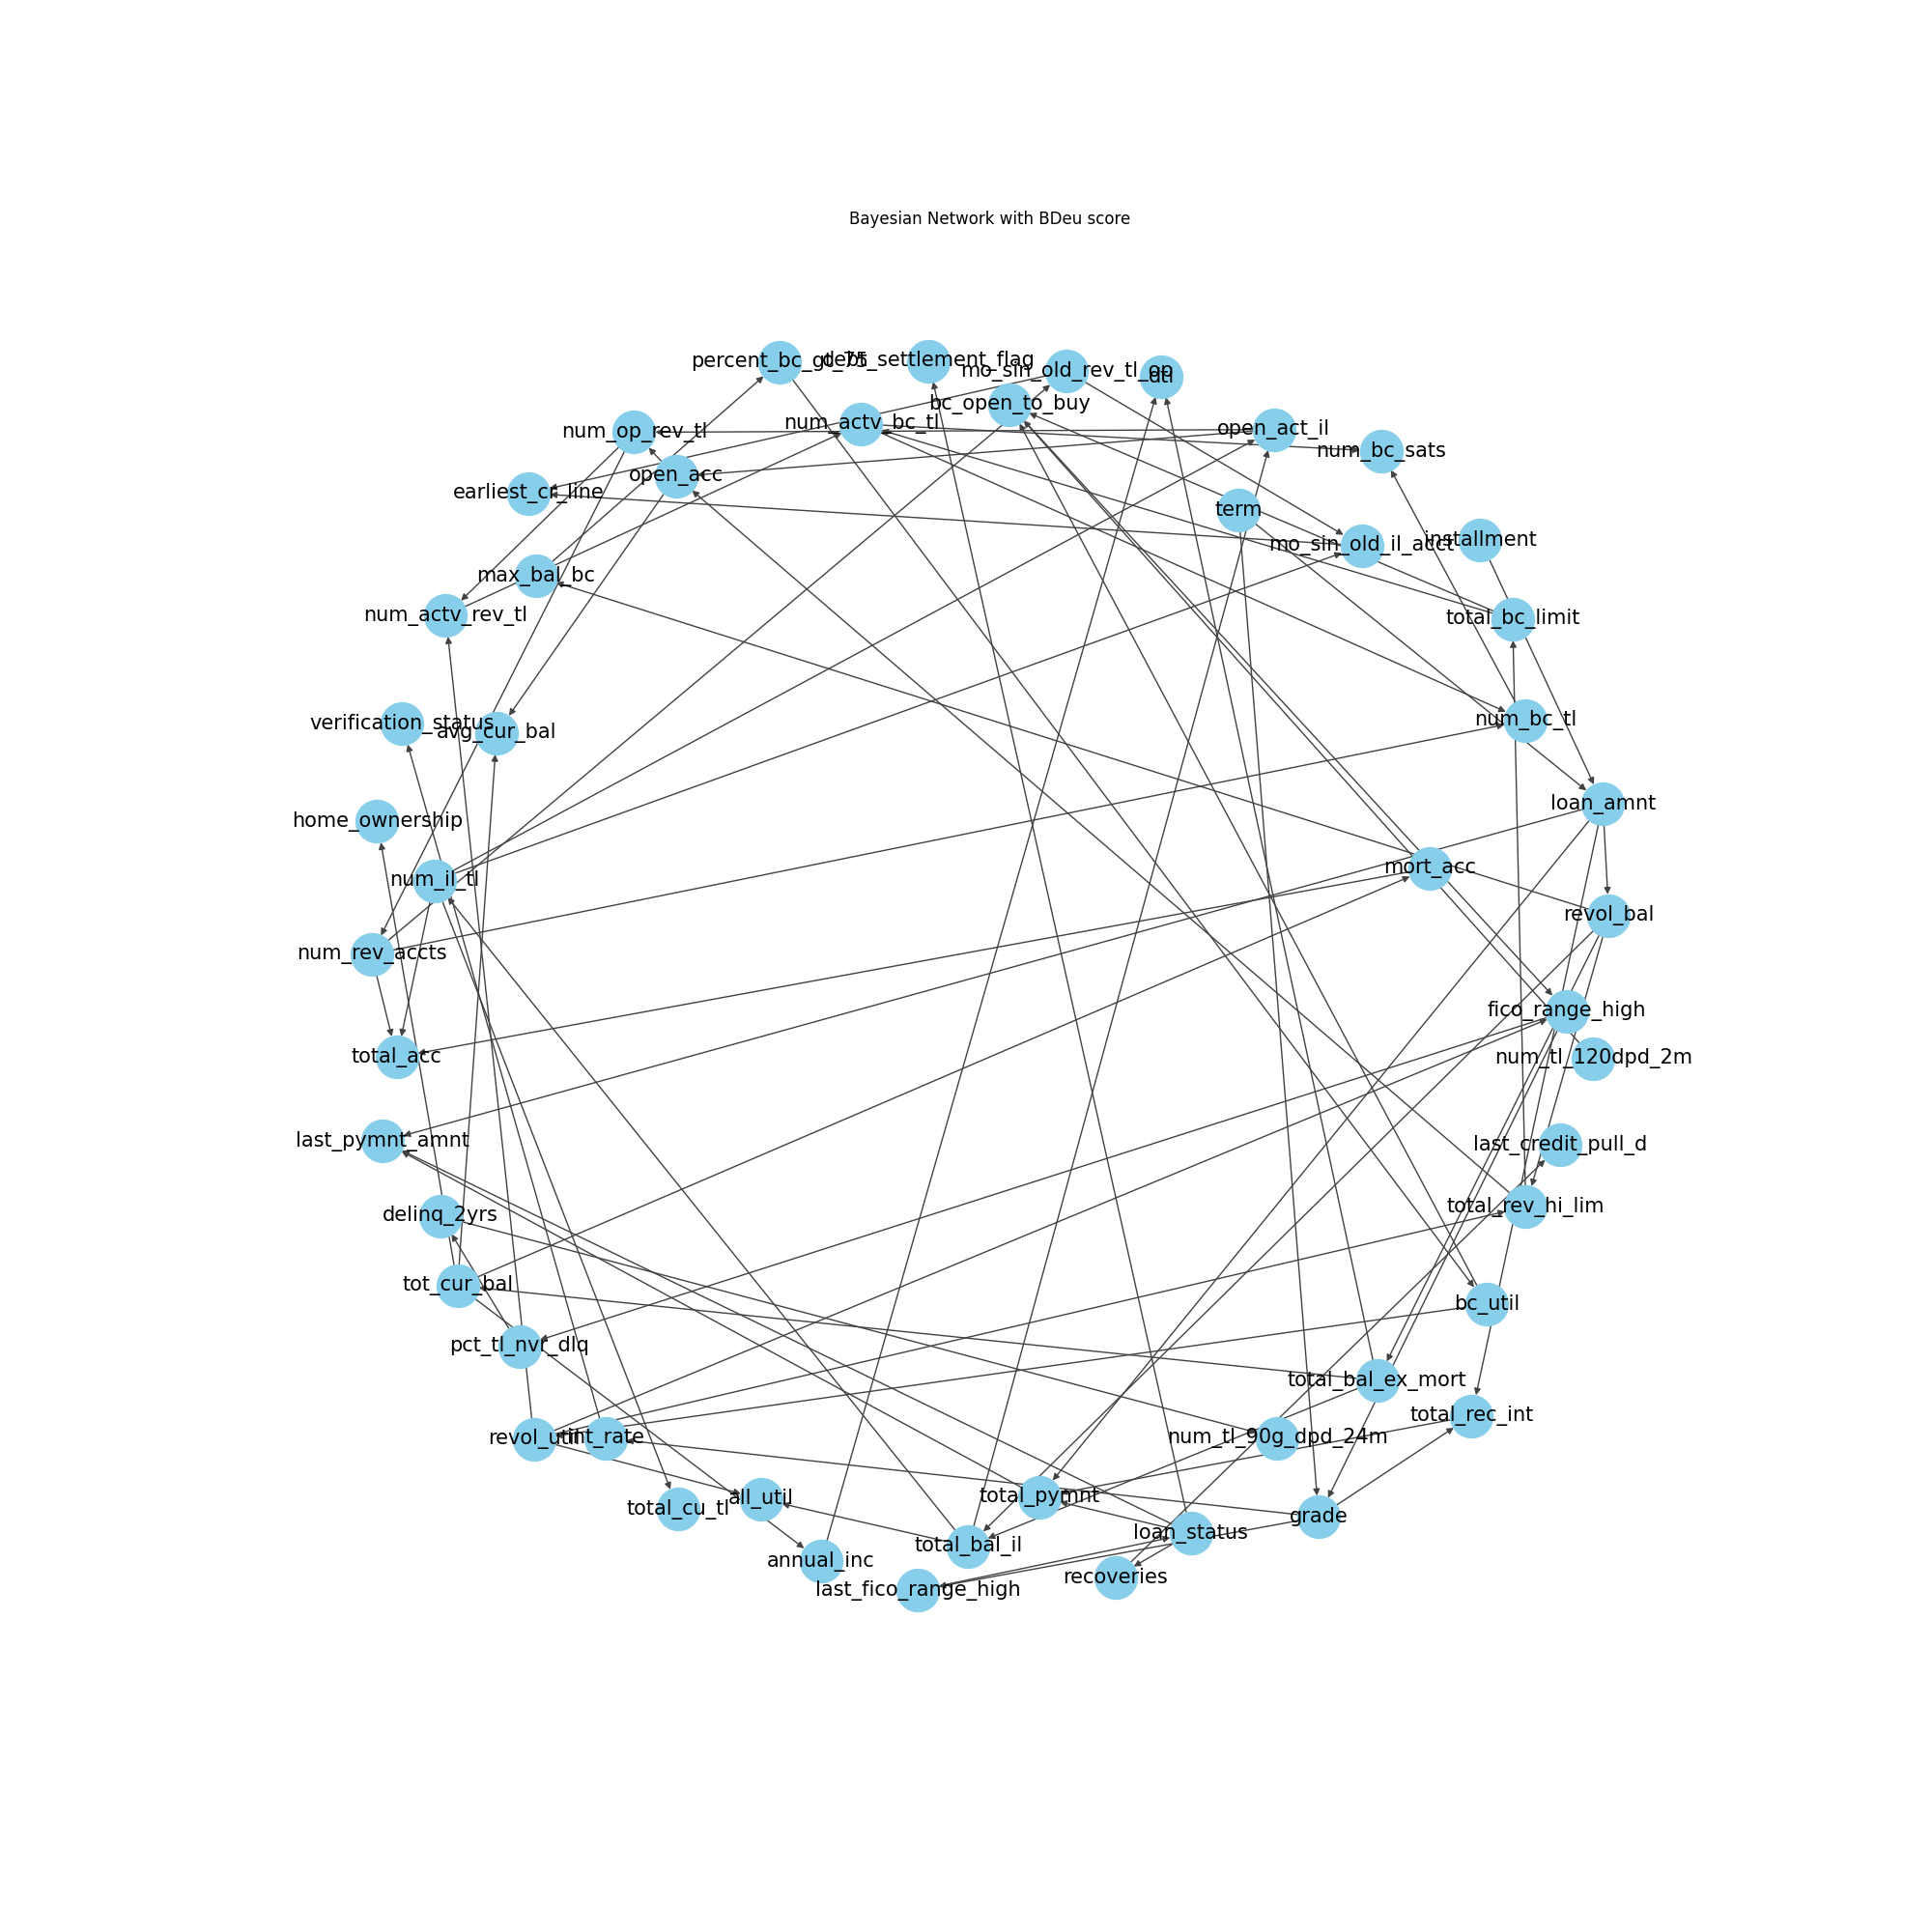 Bayesian Network with BDeu score
percent_bc_gt_75
debt_settlement_flag
mo_sin_old_rev_tl_op
dti
bc_open_to_buy
num_actv_bc_tl
num_op_rev_tl
open_act_il
num_bc_sats
open_acc
earliest_cr_line
term
mo_sin_old_il_acct
installment
max_bal_bc
num_actv_rev_tl
total_bc_limit
verification_status
avg_cur_bal
num_bc_tl
loan_amnt
home_ownership
mort_acc
num_il_tl
revol_bal
num_rev_accts
fico_range_high
total_acc
num_tl_120dpd_2m
last_pymnt_amnt
last_credit_pull_d
delinq_2yrs
total_rev_hi_lim
tot_cur_bal
bc_util
pct_tl_nvr_dlq
total_bal_ex_mort
total_rec_int
revol_util
int_rate
num_tl_90g_dpd_24m
total_cu_tl
all_util
total_pymnt
grade
loan_status
total_bal_il
annual_inc
recoveries
last_fico_range_high